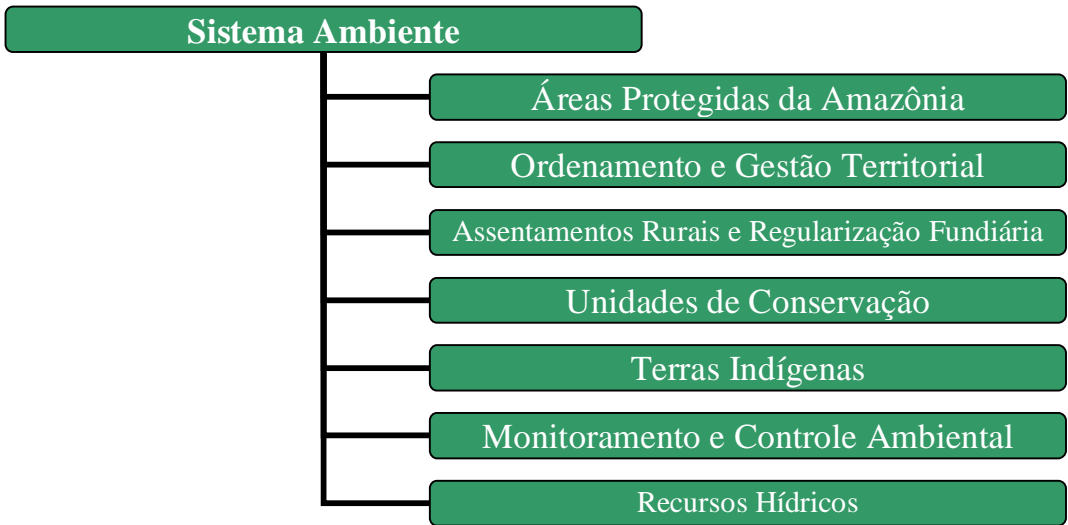 Sistema Ambiente
Áreas Protegidas da Amazônia
Ordenamento e Gestão Territorial
Assentamentos Rurais e Regularização Fundiária
Unidades de Conservação
Terras Indígenas
Monitoramento e Controle Ambiental
Recursos Hídricos